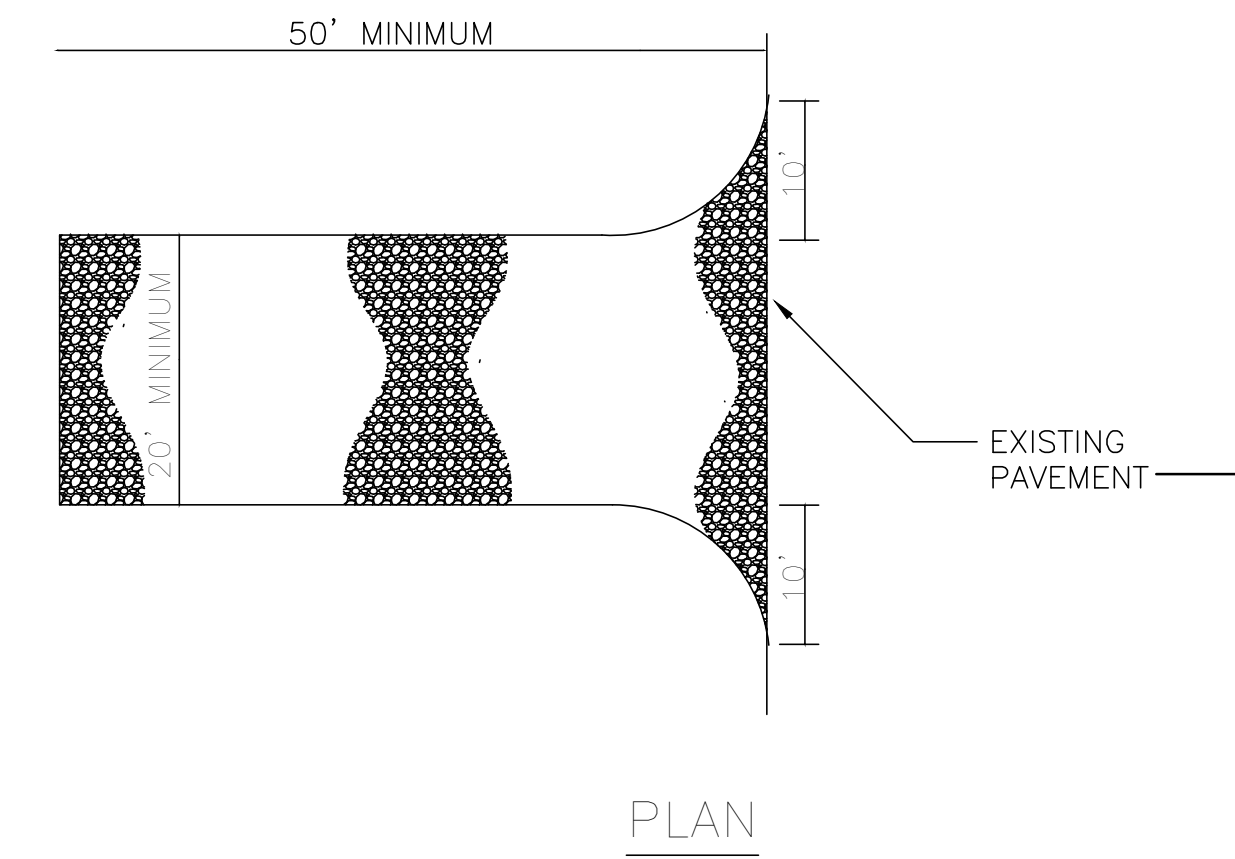 50' MINIMUM
10'
20' MINIMUM
EXISTING
PAVEMENT
10'
PLAN